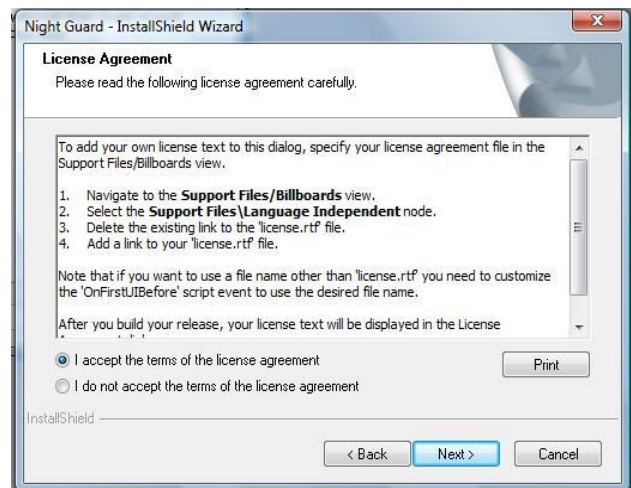 Night Guard - InstallShield Wizard
License Agreement
Please read the following license agreement carefully.
To add your own license text to this dialog, specify your license agreement file in the
Support Files/Billboards view.
1. Navigate to the Support Files/Billboards view.
2. Select the Support Files\Language Independent node.
3. Delete the existing link to the 'license.rtf' file.
4. Add a link to your 'license.rtf' file.
Note that if you want to use a file name other than 'license.rtf' you need to customize
the 'OnFirstUIBefore' script event to use the desired file name.
After you build your release, your license text will be displayed in the License
I accept the terms of the license agreement
Print
I do not accept the terms of the license agreement
InstallShield
< Back
Next >
Cancel